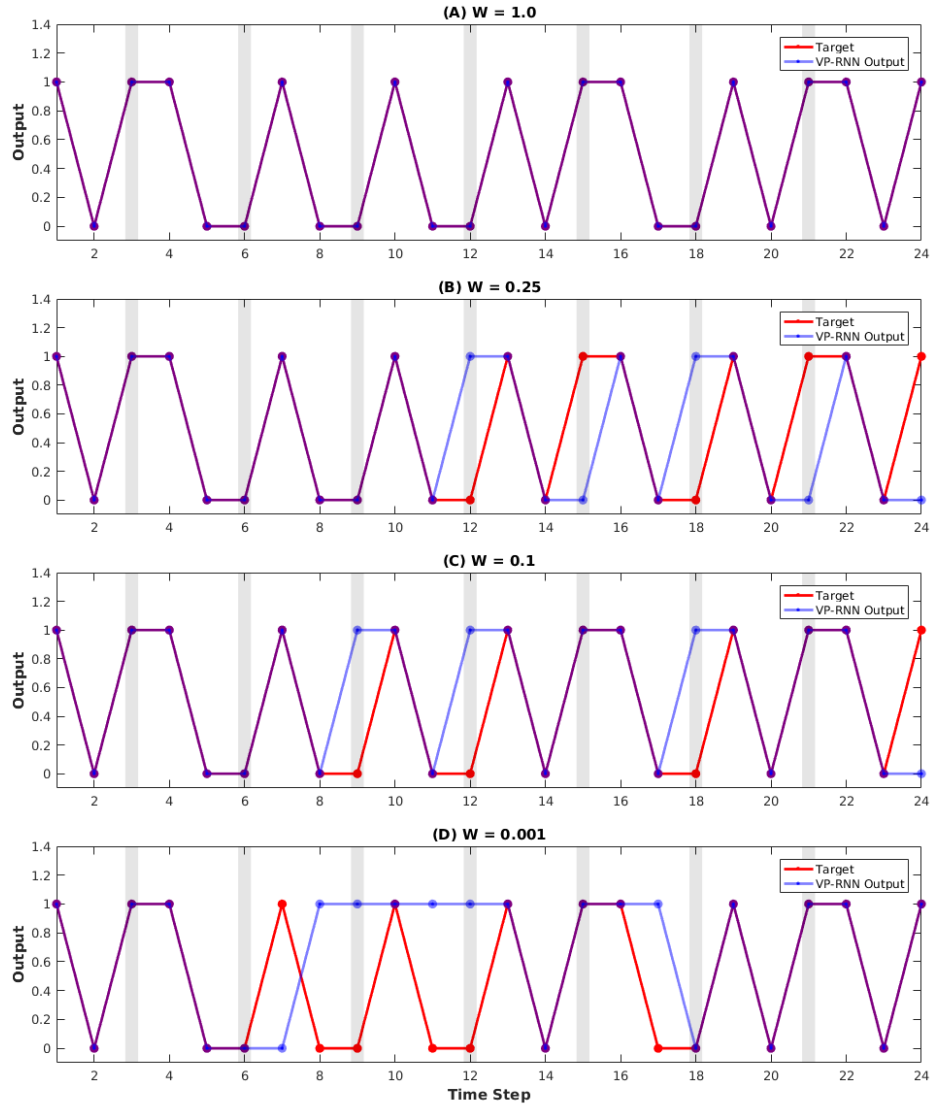 (A) W = 1.0
1.4
1.2
1
0.8
0.6
0.4
0.2
0
Output
Target
VP-RNN Output
2 4 6 8 10 12 14 16 18 20 22 24
(B) W = 0.25
1.4
1.2
1
0.8
0.6
0.4
0.2
0
Output
Target
VP-RNN Output
2 4 6 8 10 12 14 16 18 20 22 24
(C) W = 0.1
1.4
1.2
1
0.8
0.6
0.4
0.2
0
Output
Target
VP-RNN Output
2 4 6 8 10 12 14 16 18 20 22 24
(D) W = 0.001
1.4
1.2
1
0.8
0.6
0.4
0.2
0
Output
Target
VP-RNN Output
2 4 6 8 10 12 14 16 18 20 22 24
Time Step